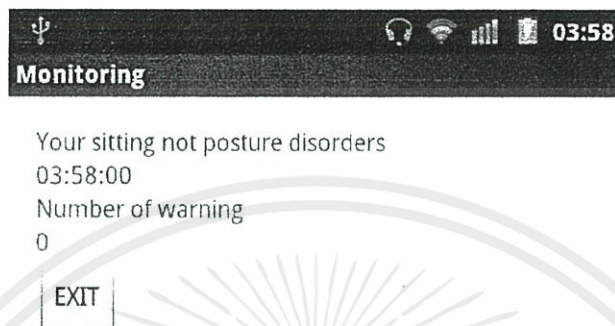 03:58
Monitoring
Your sitting not posture disorders
03:58:00
Number of warning
0
EXIT